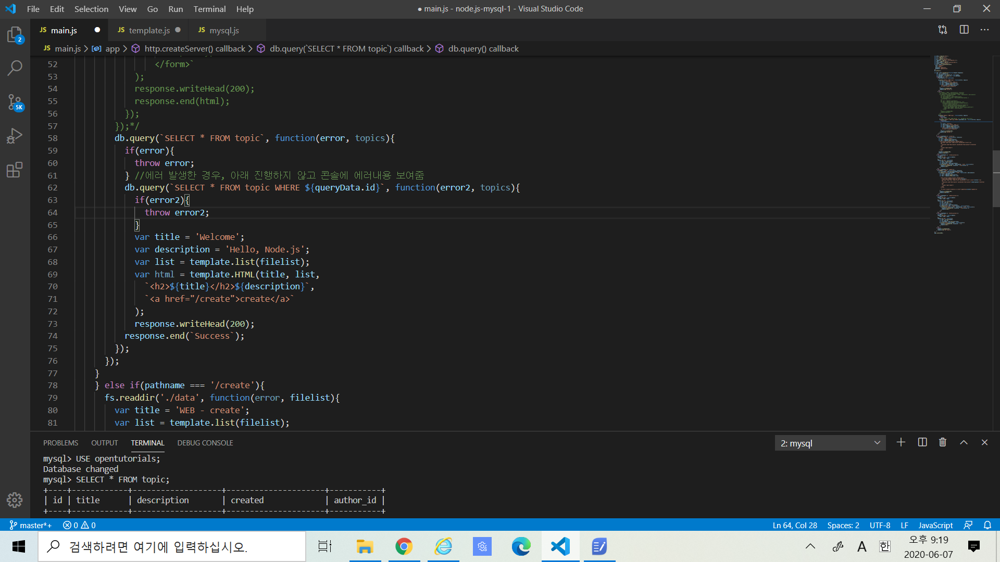 File Edit Selection View Go Run Terminal Help
● main.js - node.js-mysql-1 - Visual Studio Code
JS main.js ● JS template.js ● JS mysql.js
JS main.js > app > http.createServer() callback > db.query(`SELECT * FROM topic`) callback > db.query() callback
2
5K
52 </form>`
53 );
54 response.writeHead(200);
55 response.end(html);
56 });
57 });*/
58 db.query(`SELECT * FROM topic`, function(error, topics){
59 if(error){
60 throw error;
61 } //에러 발생한 경우, 아래 진행하지 않고 콘솔에 에러내용 보여줌
62 db.query(`SELECT * FROM topic WHERE ${queryData.id}`, function(error2, topics){
63 if(error2){
64 throw error2;
65 }
66 var title = 'Welcome';
67 var description = 'Hello, Node.js';
68 var list = template.list(filelist);
69 var html = template.HTML(title, list,
70 `<h2>${title}</h2>${description}`,
71 `<a href="/create">create</a>`
72 );
73 response.writeHead(200);
74 response.end(`Success`);
75 });
76 });
77 }
78 } else if(pathname === '/create'){
79 fs.readdir('./data', function(error, filelist){
80 var title = 'WEB - create';
81 var list = template.list(filelist);
PROBLEMS OUTPUT TERMINAL DEBUG CONSOLE 2: mysql
mysql> USE opentutorials;
Database changed
mysql> SELECT * FROM topic;
+----+------------+-------------------+---------------------+-----------+
| id | title | description | created | author_id |
+----+------------+-------------------+---------------------+-----------+
master*+ 0 0 Ln 64, Col 28 Spaces: 2 UTF-8 LF JavaScript
검색하려면 여기에 입력하십시오.
A 한 오후 9:19
2020-06-07